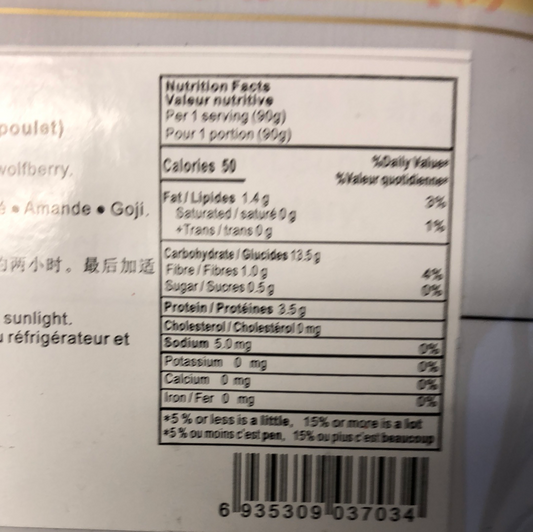 Nutrition Facts
Valeur nutritive
Per 1 serving (90g)
Pour 1 portion (90g)
Calories 50
%Daily Value*
%Valeur quotidienne*
Fat / Lipides 1.4 g 3%
Saturated / saturé 0 g
+Trans / trans 0 g 1%
Carbohydrate / Glucides 13.5 g
Fibre / Fibres 1.0 g 4%
Sugar / Sucres 0.5 g 0%
Protein / Protéines 3.5 g
Cholesterol / Cholestérol 0 mg
Sodium 5.0 mg 0%
Potassium 0 mg 0%
Calcium 0 mg 0%
Iron / Fer 0 mg 0%
*5 % or less is a little, 15% or more is a lot
*5 % ou moins c'est peu, 15% ou plus c'est beaucoup
6 935309 037034
poulet)
wolfberry.
é • Amande • Goji.
约两小时。最后加适
sunlight.
réfrigérateur et